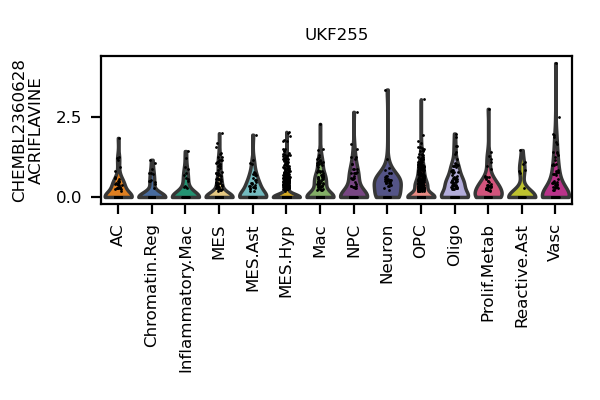 UKF255
CHEMBL2360628
ACRIFLAVINE
2.5
0.0
AC
Chromatin.Reg
Inflammatory.Mac
MES
MES.Ast
MES.Hyp
Mac
NPC
Neuron
OPC
Oligo
Prolif.Metab
Reactive.Ast
Vasc